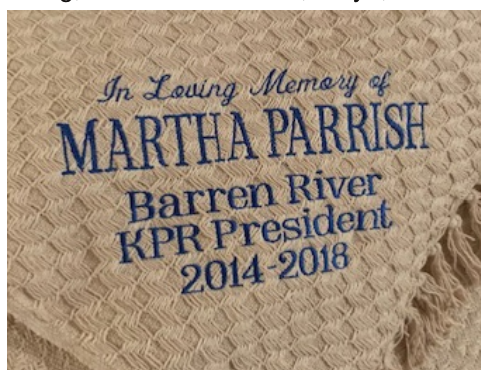 In Loving Memory of
MARTHA PARRISH
Barren River
KPR President
2014-2018